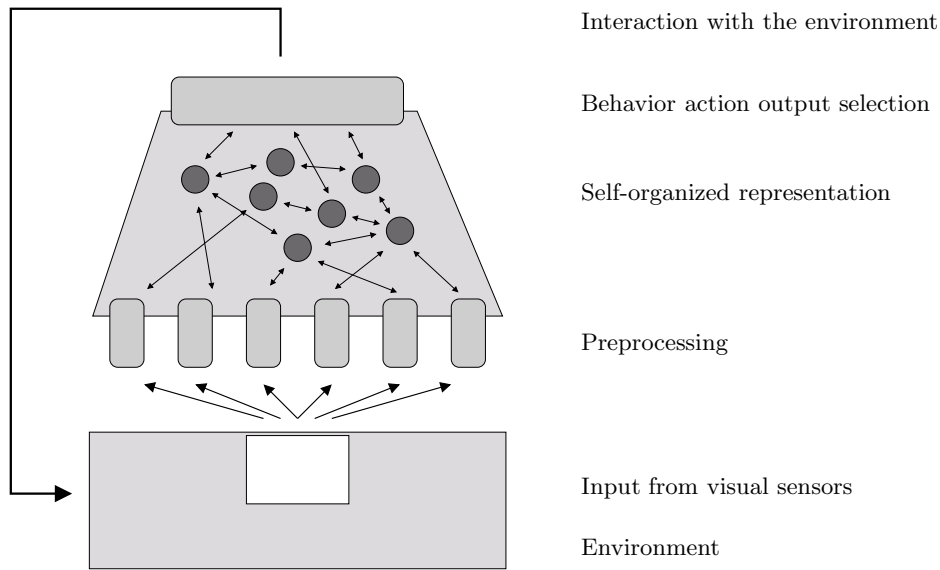 Interaction with the environment
Behavior action output selection
Self-organized representation
Preprocessing
Input from visual sensors
Environment